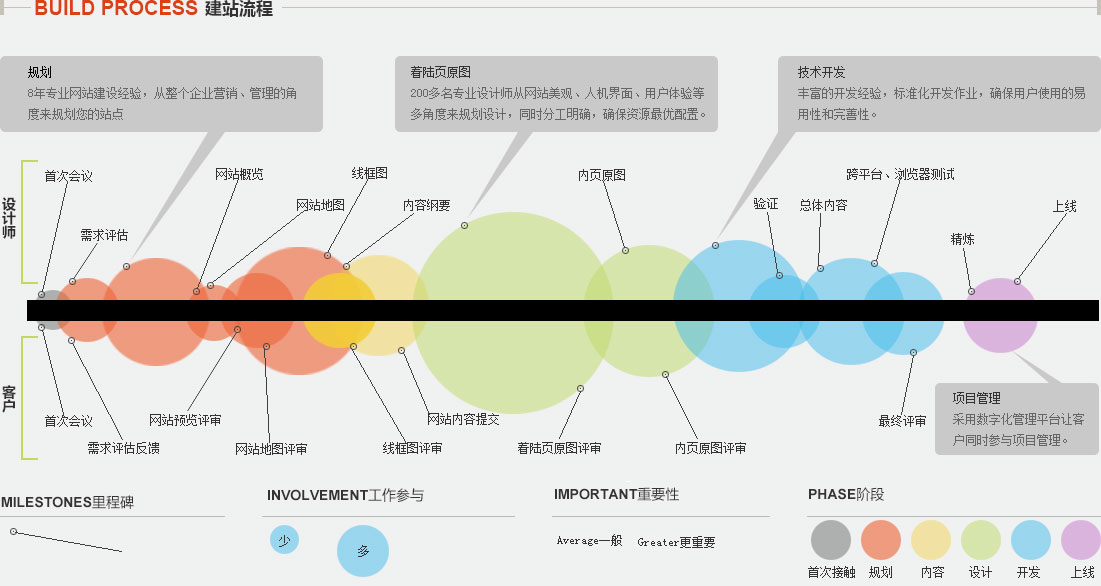 BUILD PROCESS 建站流程
规划
8年专业网站建设经验，从整个企业营销、管理的角
度来规划您的站点
着陆页原图
200多名专业设计师从网站美观、人机界面、用户体验等
多角度来规划设计，同时分工明确，确保资源最优配置。
技术开发
丰富的开发经验，标准化开发作业，确保用户使用的易
用性和完善性。
设计师
首次会议
需求评估
网站概览
网站地图
线框图
内容纲要
内页原图
验证
总体内容
跨平台、浏览器测试
精炼
上线
客户
首次会议
需求评估反馈
网站预览评审
网站地图评审
线框图评审
网站内容提交
着陆页原图评审
内页原图评审
最终评审
项目管理
采用数字化管理平台让客
户同时参与项目管理。
MILESTONES里程碑
INVOLVEMENT工作参与
少
多
IMPORTANT重要性
Average一般
Greater更重要
PHASE阶段
首次接触
规划
内容
设计
开发
上线